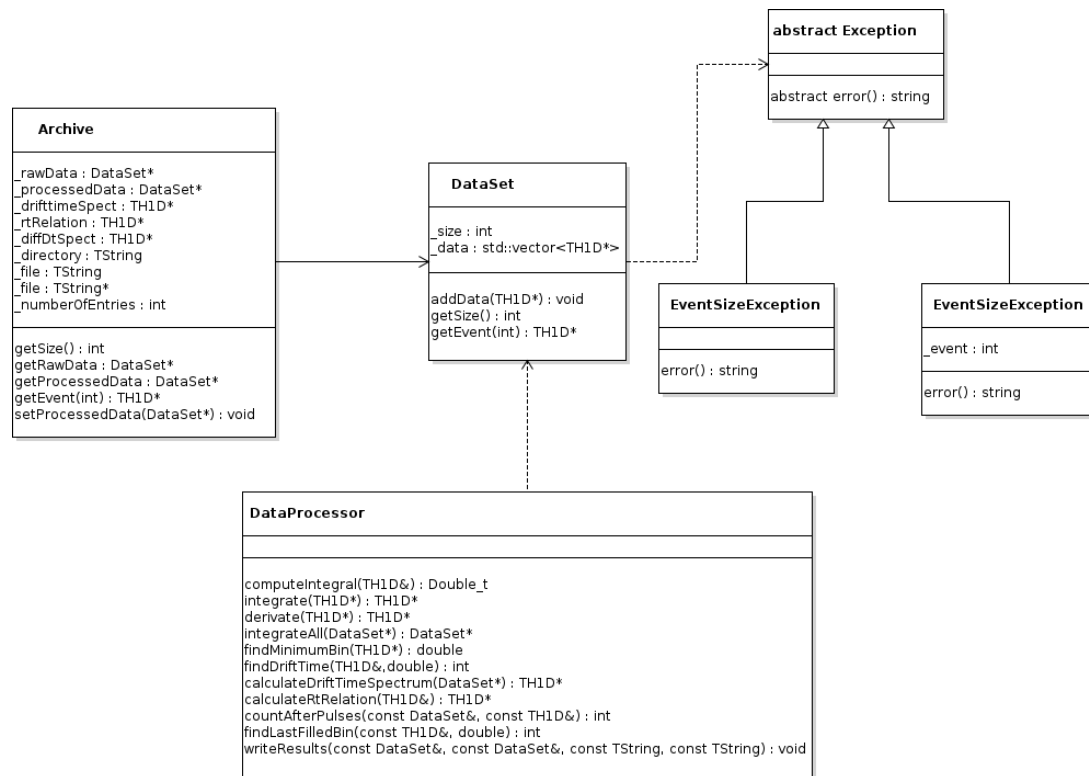 abstract Exception
abstract error() : string
Archive
_rawData : DataSet*
_processedData : DataSet*
_drifttimeSpect : TH1D*
_rtRelation : TH1D*
_diffDtSpect : TH1D*
_directory : TString
_file : TString
_file : TString*
_numberOfEntries : int
getSize() : int
getRawData : DataSet*
getProcessedData : DataSet*
getEvent(int) : TH1D*
setProcessedData(DataSet*) : void
DataSet
_size : int
_data : std::vector<TH1D*>
addData(TH1D*) : void
getSize() : int
getEvent(int) : TH1D*
EventSizeException
error() : string
EventSizeException
_event : int
error() : string
DataProcessor
computeIntegral(TH1D&) : Double_t
integrate(TH1D*) : TH1D*
derivate(TH1D*) : TH1D*
integrateAll(DataSet*) : DataSet*
findMinimumBin(TH1D*) : double
findDriftTime(TH1D&,double) : int
calculateDriftTimeSpectrum(DataSet*) : TH1D*
calculateRtRelation(TH1D&) : TH1D*
countAfterPulses(const DataSet&, const TH1D&) : int
findLastFilledBin(const TH1D&, double) : int
writeResults(const DataSet&, const DataSet&, const TString, const TString) : void